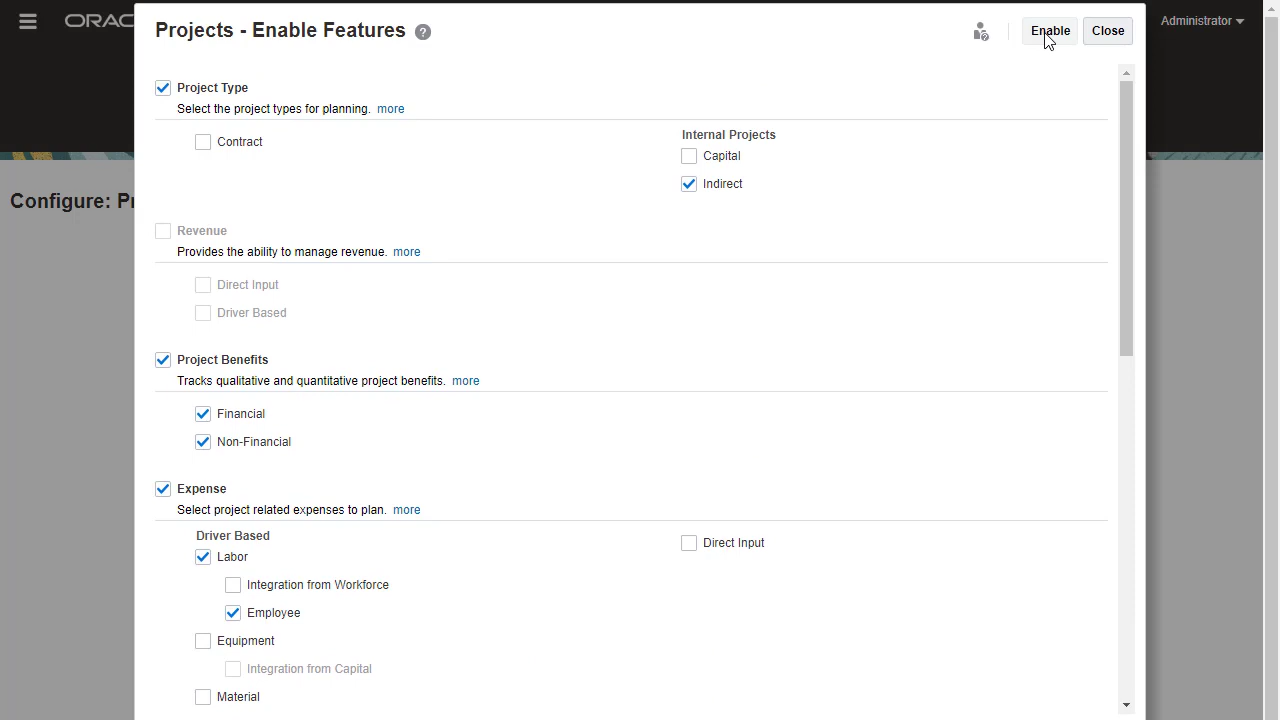 ORAC
Administrator
Projects - Enable Features
Enable
Close
Configure: Pr
Project Type
Select the project types for planning. more
Contract
Internal Projects
Capital
Indirect
Revenue
Provides the ability to manage revenue. more
Direct Input
Driver Based
Project Benefits
Tracks qualitative and quantitative project benefits. more
Financial
Non-Financial
Expense
Select project related expenses to plan. more
Driver Based
Direct Input
Labor
Integration from Workforce
Employee
Equipment
Integration from Capital
Material